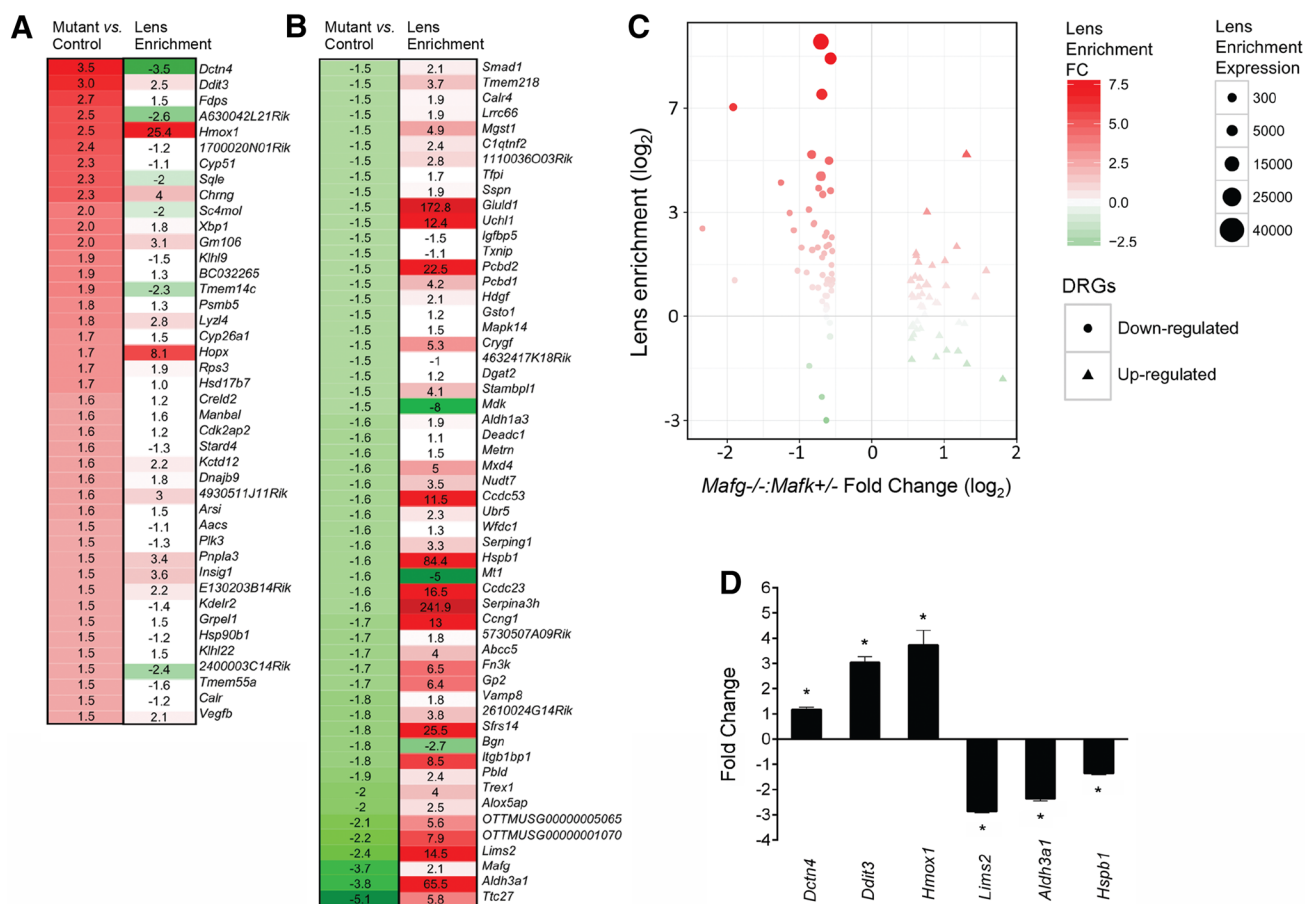 A
Mutant vs. Control
Lens Enrichment
3.5 -3.5 Dctn4
3.0 2.5 Ddit3
2.7 1.5 Fdps
2.5 -2.6 A630042L21Rik
2.5 25.4 Hmox1
2.4 -1.2 1700020N01Rik
2.3 -1.1 Cyp51
2.3 -2 Sqle
2.3 4 Chrng
2.0 -2 Sc4mol
2.0 1.8 Xbp1
2.0 3.1 Gm106
1.9 -1.5 Klhl9
1.9 1.3 BC032265
1.9 -2.3 Tmem14c
1.8 1.3 Psmb5
1.8 2.8 Lyzl4
1.7 1.5 Cyp26a1
1.7 8.1 Hopx
1.7 1.9 Rps3
1.7 1.0 Hsd17b7
1.6 1.2 Creld2
1.6 1.6 Manbal
1.6 1.2 Cdk2ap2
1.6 -1.3 Stard4
1.6 2.2 Kctd12
1.6 1.8 Dnajb9
1.6 3 4930511J11Rik
1.6 1.5 Arsi
1.5 -1.1 Aacs
1.5 -1.3 Plk3
1.5 3.4 Pnpla3
1.5 3.6 Insig1
1.5 2.2 E130203B14Rik
1.5 -1.4 Kdelr2
1.5 1.5 Grpel1
1.5 -1.2 Hsp90b1
1.5 1.5 Klhl22
1.5 -2.4 2400003C14Rik
1.5 -1.6 Tmem55a
1.5 -1.2 Calr
1.5 2.1 Vegfb
B
Mutant vs. Control
Lens Enrichment
-1.5 2.1 Smad1
-1.5 3.7 Tmem218
-1.5 1.9 Calr4
-1.5 1.9 Lrrc66
-1.5 4.9 Mgst1
-1.5 2.4 C1qtnf2
-1.5 2.8 1110036O03Rik
-1.5 1.7 Tfpi
-1.5 1.9 Sspn
-1.5 172.8 Gluld1
-1.5 12.4 Uchl1
-1.5 -1.5 Igfbp5
-1.5 -1.1 Txnip
-1.5 22.5 Pcbd2
-1.5 4.2 Pcbd1
-1.5 2.1 Hdgf
-1.5 1.2 Gsto1
-1.5 1.5 Mapk14
-1.5 5.3 Crygf
-1.5 -1 4632417K18Rik
-1.5 1.2 Dgat2
-1.5 4.1 Stambpl1
-1.5 -8 Mdk
-1.6 1.9 Aldh1a3
-1.6 1.1 Deadc1
-1.6 1.5 Metrn
-1.6 5 Mxd4
-1.6 3.5 Nudt7
-1.6 11.5 Ccdc53
-1.6 2.3 Ubr5
-1.6 1.3 Wfdc1
-1.6 3.3 Serping1
-1.6 84.4 Hspb1
-1.6 -5 Mt1
-1.6 16.5 Ccdc23
-1.6 241.9 Serpina3h
-1.7 13 Ccng1
-1.7 1.8 5730507A09Rik
-1.7 4 Abcc5
-1.7 6.5 Fn3k
-1.7 6.4 Gp2
-1.8 1.8 Vamp8
-1.8 3.8 2610024G14Rik
-1.8 25.5 Sfrs14
-1.8 -2.7 Bgn
-1.8 8.5 Itgb1bp1
-1.9 2.4 Pbld
-2 4 Trex1
-2 2.5 Alox5ap
-2.1 5.6 OTTMUSG00000005065
-2.2 7.9 OTTMUSG00000001070
-2.4 14.5 Lims2
-3.7 2.1 Mafg
-3.8 65.5 Aldh3a1
-5.1 5.8 Ttc27
C
Lens enrichment (log2)
7
3
0
-3
-2 -1 0 1 2
Mafg-/-:Mafk+/- Fold Change (log2)
Lens
Enrichment
FC
7.5
5.0
2.5
0.0
−2.5
Lens
Enrichment
Expression
300
5000
15000
25000
40000
DRGs
Down-regulated
Up-regulated
D
Fold Change
6
5
4
3
2
1
0
-1
-2
-3
-4
* * * * * *
Dctn4 Ddit3 Hmox1 Lims2 Aldh3a1 Hspb1